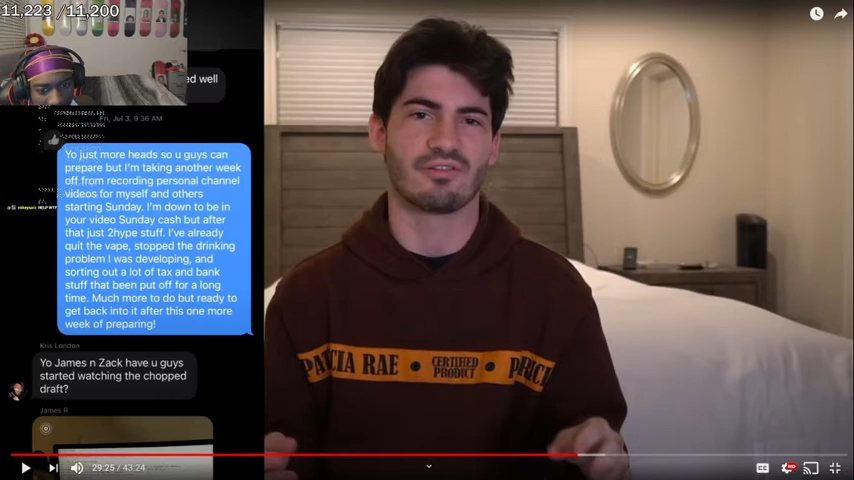 11,223 / 11,200
ed well
Fri, Jul 3, 9:36 AM
Yo just more heads so u guys can
prepare but I'm taking another week
off from recording personal channel
videos for myself and others
starting Sunday. I'm down to be in
your video Sunday cash but after
that just 2hype stuff. I've already
quit the vape, stopped the drinking
problem I was developing, and
sorting out a lot of tax and bank
stuff that been put off for a long
time. Much more to do but ready to
get back into it after this one more
week of preparing!
Kris London
Yo James n Zack have u guys
started watching the chopped
draft?
James R
CIA RAE • CERTIFIED PRODUCT • PRICI
29:25 / 43:24
CC
HD